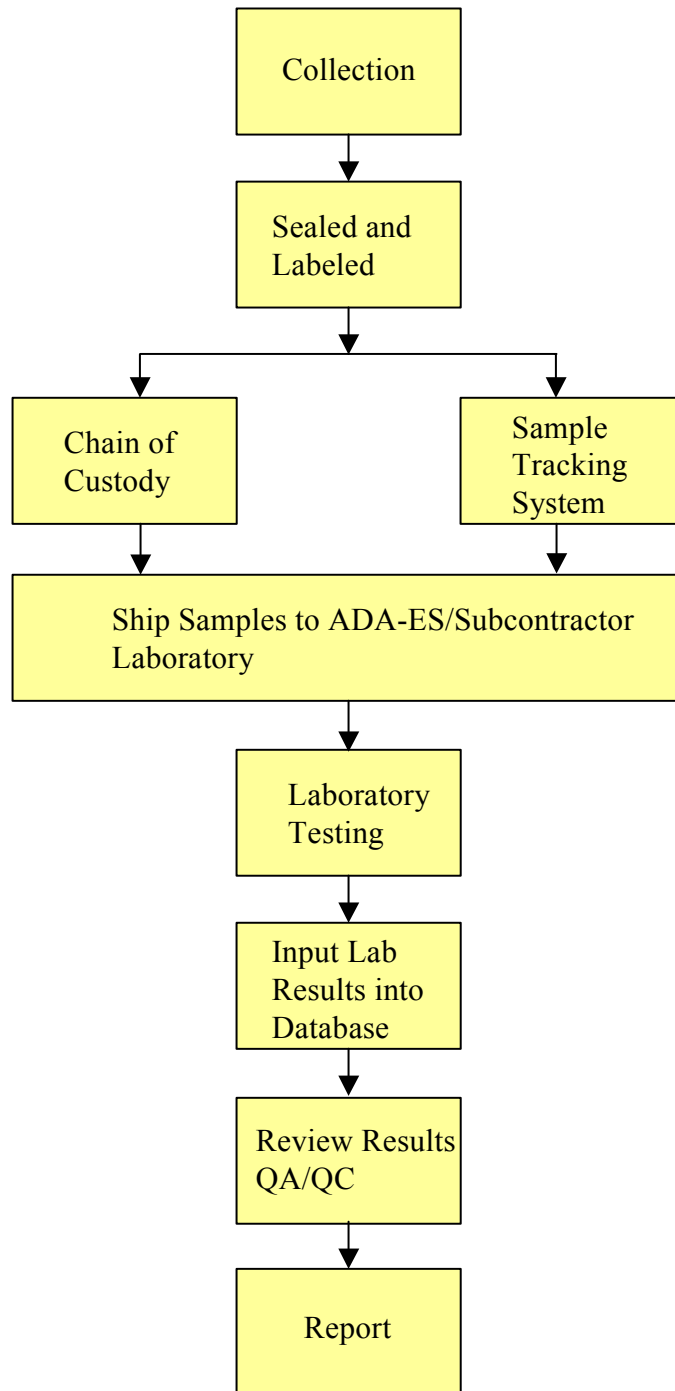 Collection
Sealed and
Labeled
Chain of
Custody
Sample
Tracking
System
Ship Samples to ADA-ES/Subcontractor
Laboratory
Laboratory
Testing
Input Lab
Results into
Database
Review Results
QA/QC
Report